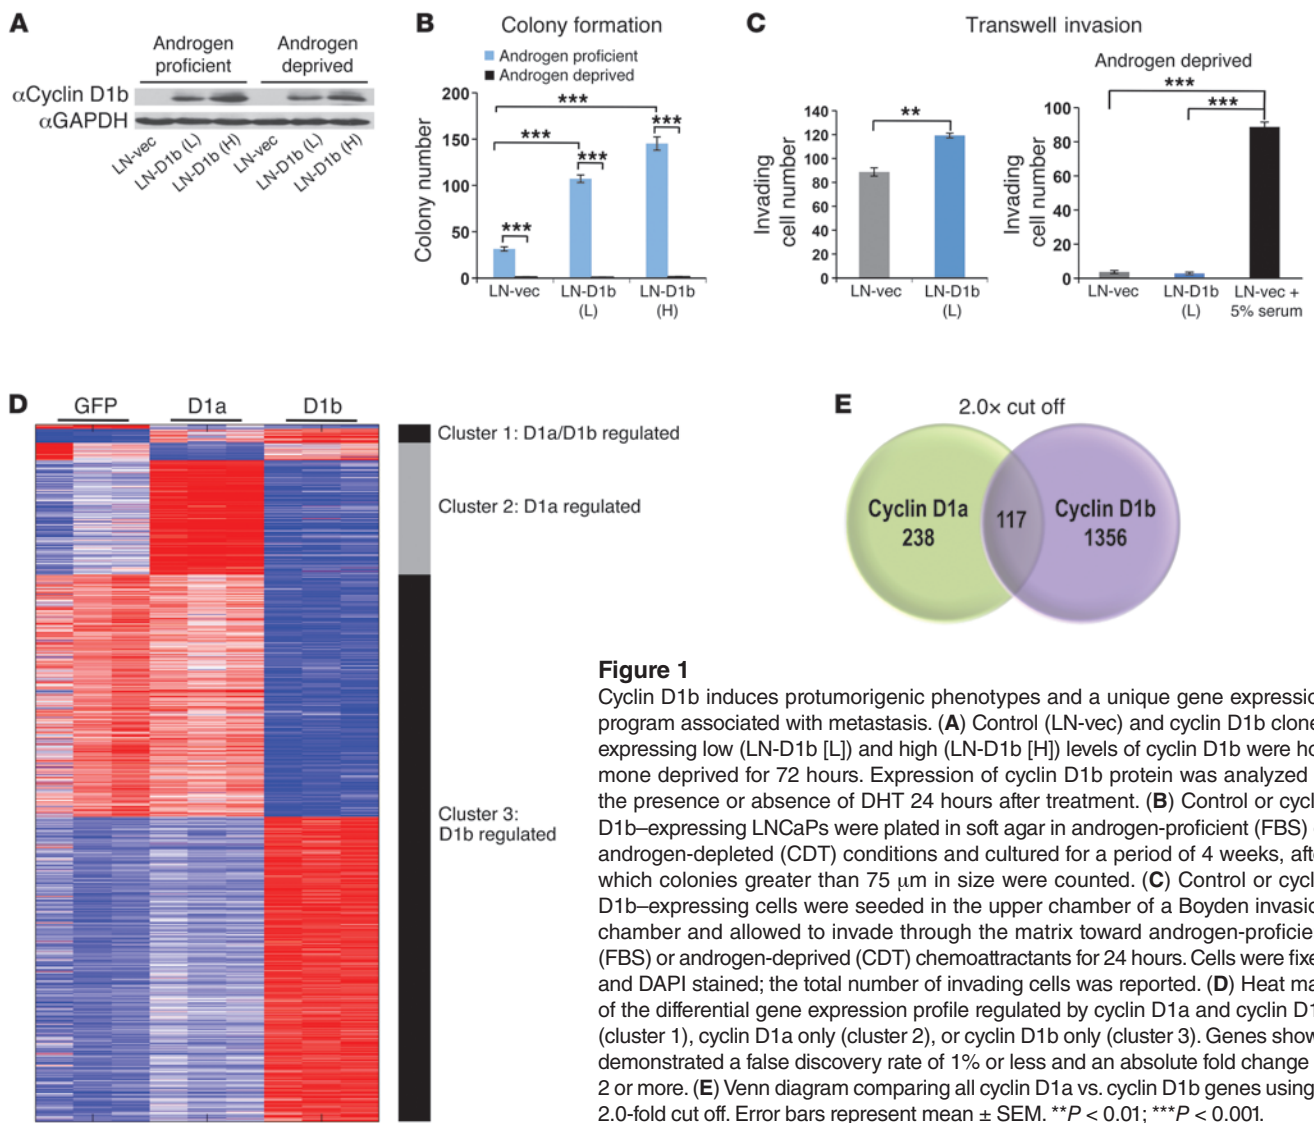 A
Androgen proficient
Androgen deprived
αCyclin D1b
αGAPDH
LN-vec
LN-D1b (L)
LN-D1b (H)
LN-vec
LN-D1b (L)
LN-D1b (H)
B
Colony formation
Androgen proficient
Androgen deprived
Colony number
200
150
100
50
0
***
***
***
***
***
LN-vec
LN-D1b (L)
LN-D1b (H)
C
Transwell invasion
Invading cell number
140
120
100
80
60
40
20
0
**
LN-vec
LN-D1b (L)
Androgen deprived
Invading cell number
100
80
60
40
20
0
***
***
LN-vec
LN-D1b (L)
LN-vec + 5% serum
D
GFP
D1a
D1b
Cluster 1: D1a/D1b regulated
Cluster 2: D1a regulated
Cluster 3:
D1b regulated
E
2.0× cut off
Cyclin D1a
238
117
Cyclin D1b
1356
Figure 1
Cyclin D1b induces protumorigenic phenotypes and a unique gene expressio
program associated with metastasis. (A) Control (LN-vec) and cyclin D1b clone
expressing low (LN-D1b [L]) and high (LN-D1b [H]) levels of cyclin D1b were ho
mone deprived for 72 hours. Expression of cyclin D1b protein was analyzed
the presence or absence of DHT 24 hours after treatment. (B) Control or cycl
D1b–expressing LNCaPs were plated in soft agar in androgen-proficient (FBS)
androgen-depleted (CDT) conditions and cultured for a period of 4 weeks, afte
which colonies greater than 75 μm in size were counted. (C) Control or cycl
D1b–expressing cells were seeded in the upper chamber of a Boyden invasio
chamber and allowed to invade through the matrix toward androgen-proficie
(FBS) or androgen-deprived (CDT) chemoattractants for 24 hours. Cells were fixe
and DAPI stained; the total number of invading cells was reported. (D) Heat ma
of the differential gene expression profile regulated by cyclin D1a and cyclin D1
(cluster 1), cyclin D1a only (cluster 2), or cyclin D1b only (cluster 3). Genes show
demonstrated a false discovery rate of 1% or less and an absolute fold change
2 or more. (E) Venn diagram comparing all cyclin D1a vs. cyclin D1b genes using
2.0-fold cut off. Error bars represent mean ± SEM. **P < 0.01; ***P < 0.001.